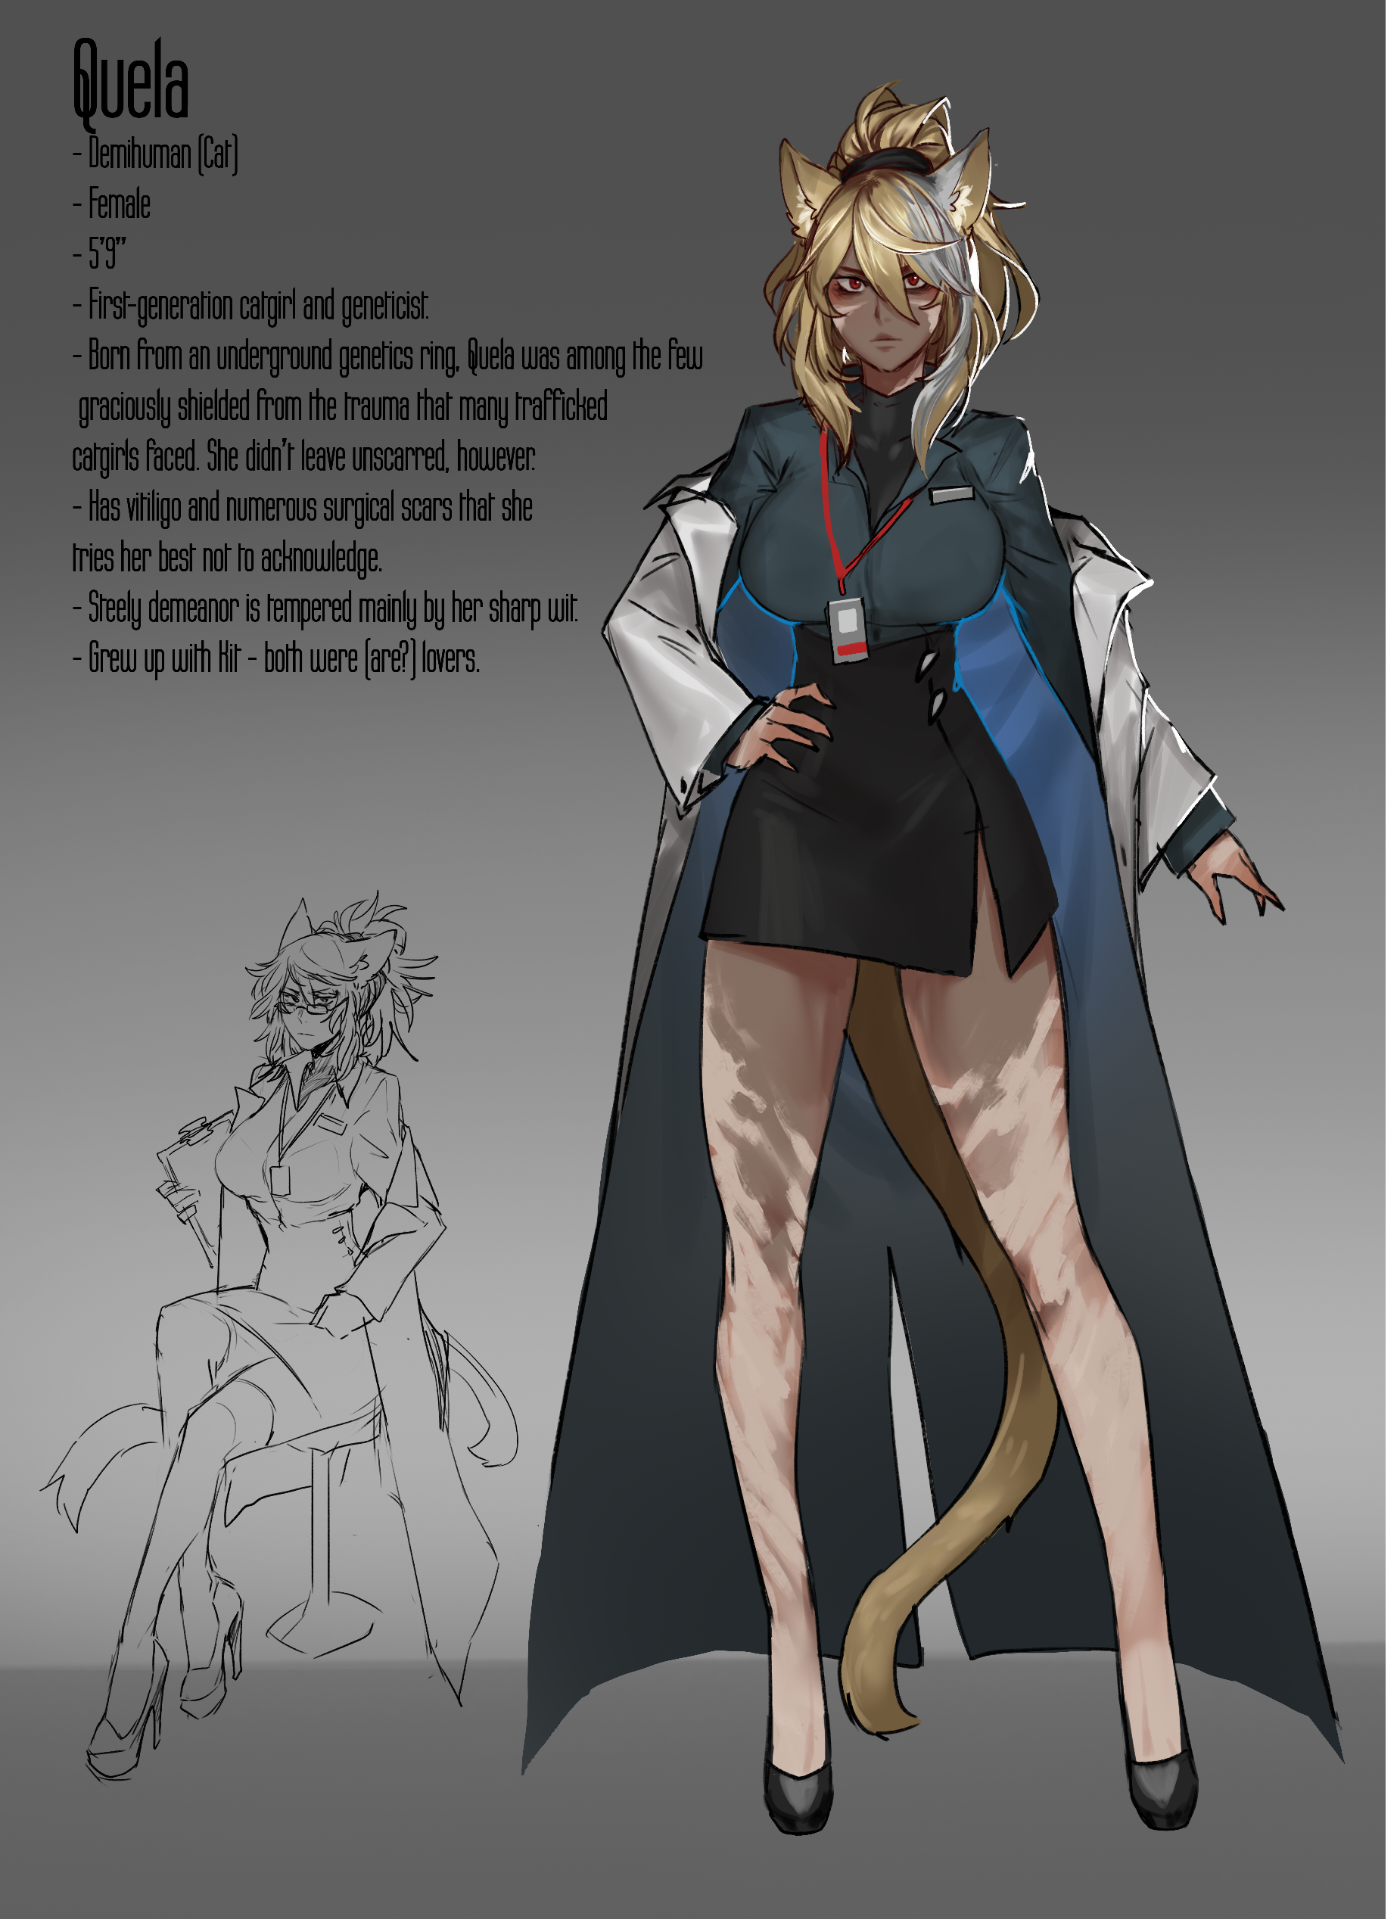 Quela
- Demihuman (Cat)
- Female
- 5'9"
- First-generation catgirl and geneticist.
- Born from an underground genetics ring, Quela was among the few
graciously shielded from the trauma that many trafficked
catgirls faced. She didn't leave unscarred, however.
- Has vitiligo and numerous surgical scars that she
tries her best not to acknowledge.
- Steely demeanor is tempered mainly by her sharp wit.
- Grew up with Kit - both were (are?) lovers.